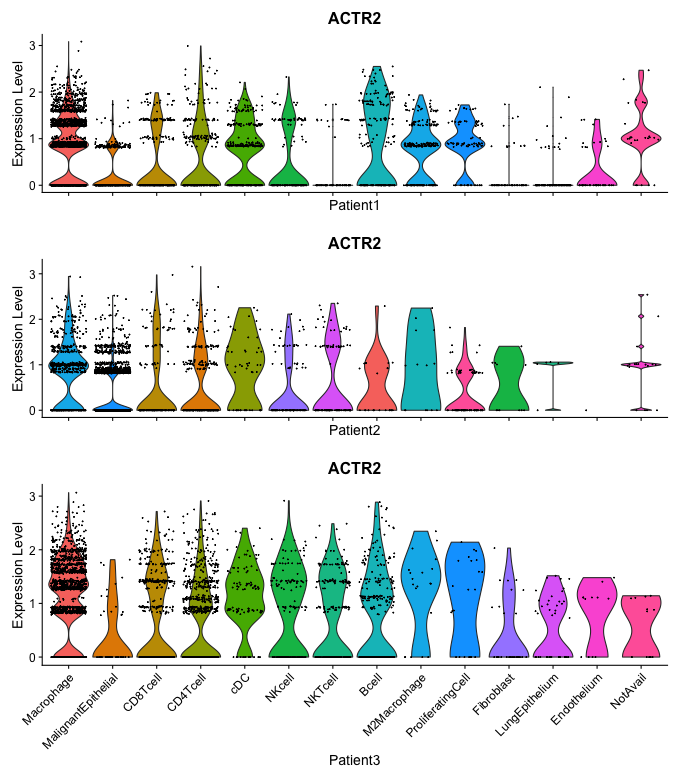 ACTR2
Expression Level
3
2
1
0
Patient1
ACTR2
Expression Level
3
2
1
0
Patient2
ACTR2
Expression Level
3
2
1
0
Macrophage
MalignantEpithelial
CD8Tcell
CD4Tcell
cDC
NKcell
NKTcell
Bcell
M2Macrophage
ProliferatingCell
Fibroblast
LungEpithelium
Endothelium
NotAvail
Patient3